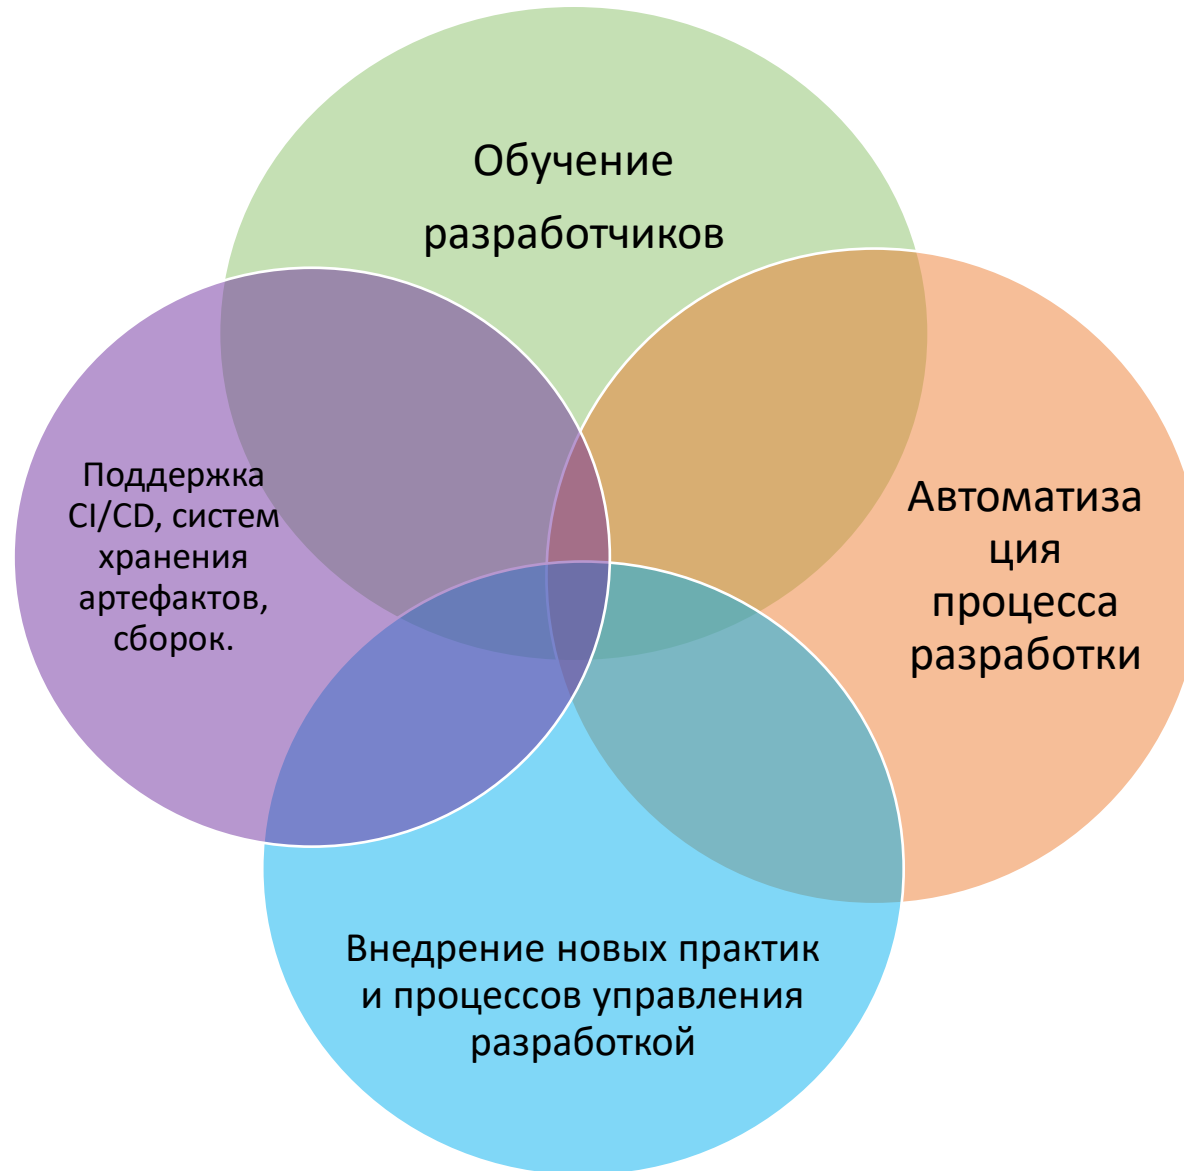 Обучение
разработчиков
Поддержка
CI/CD, систем
хранения
артефактов,
сборок.
Автоматиза
ция
процесса
разработки
Внедрение новых практик
и процессов управления
разработкой